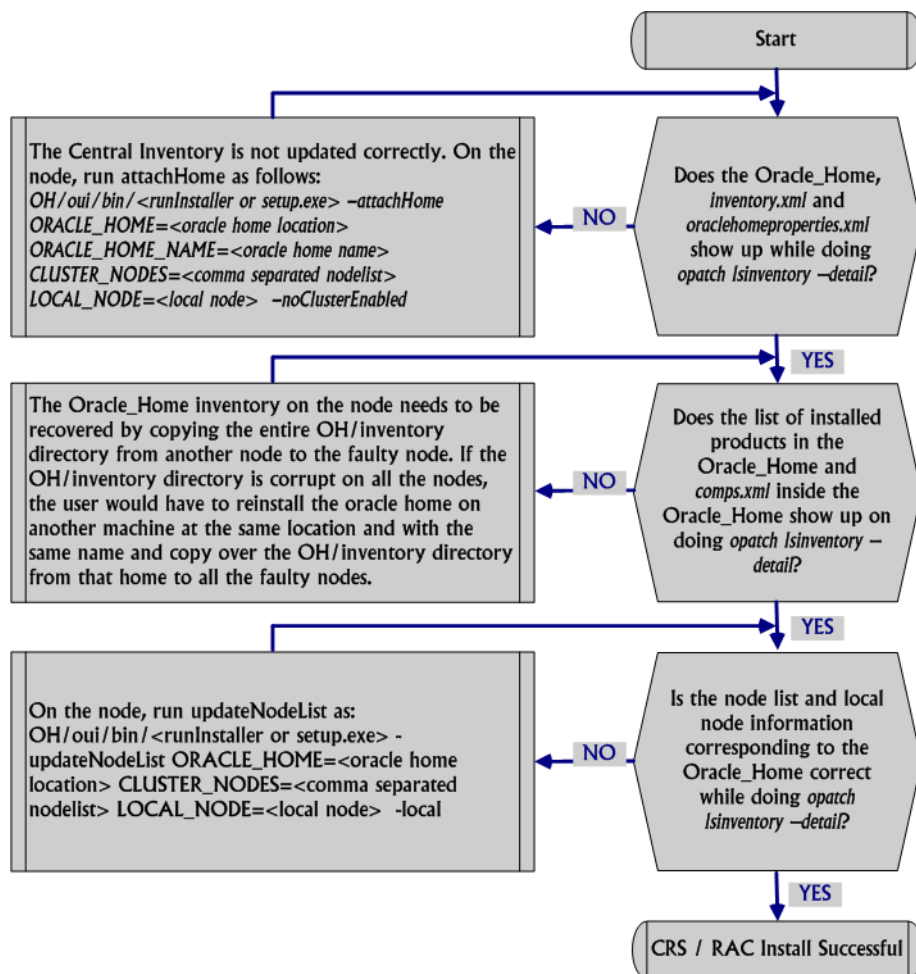 Start
The Central Inventory is not updated correctly. On the
node, run attachHome as follows:
OH/oui/bin/<runInstaller or setup.exe> –attachHome
ORACLE_HOME=<oracle home location>
ORACLE_HOME_NAME=<oracle home name>
CLUSTER_NODES=<comma separated nodelist>
LOCAL_NODE=<local node> –noClusterEnabled
NO
Does the Oracle_Home,
inventory.xml and
oraclehomeproperties.xml
show up while doing
opatch lsinventory –detail?
YES
The Oracle_Home inventory on the node needs to be
recovered by copying the entire OH/inventory
directory from another node to the faulty node. If the
OH/inventory directory is corrupt on all the nodes,
the user would have to reinstall the oracle home on
another machine at the same location and with the
same name and copy over the OH/inventory directory
from that home to all the faulty nodes.
NO
Does the list of installed
products in the
Oracle_Home and
comps.xml inside the
Oracle_Home show up on
doing opatch lsinventory –
detail?
YES
On the node, run updateNodeList as:
OH/oui/bin/<runInstaller or setup.exe> -
updateNodeList ORACLE_HOME=<oracle home
location> CLUSTER_NODES=<comma separated
nodelist> LOCAL_NODE=<local node> -local
NO
Is the node list and local
node information
corresponding to the
Oracle_Home correct
while doing opatch
lsinventory –detail?
YES
CRS / RAC Install Successful